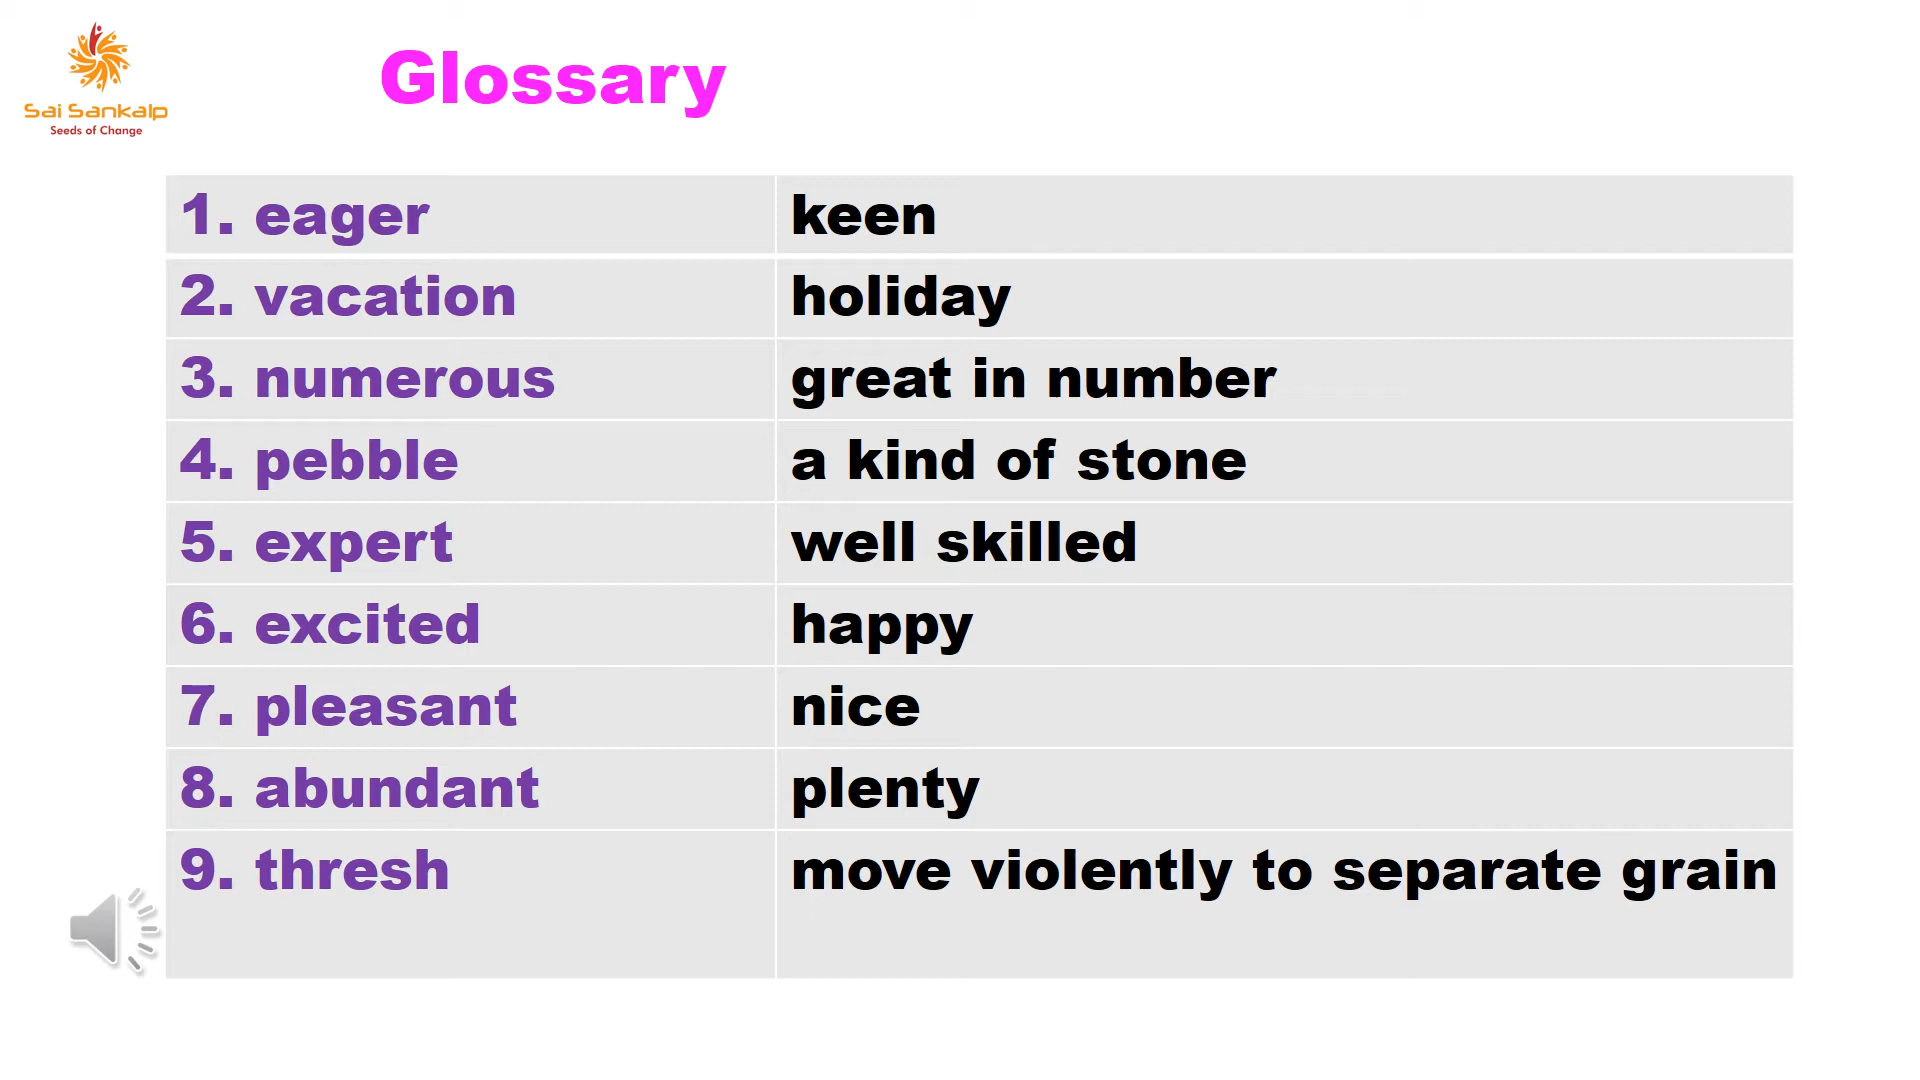 Sai Sankalp
Seeds of Change
Glossary
1. eager keen
2. vacation holiday
3. numerous great in number
4. pebble a kind of stone
5. expert well skilled
6. excited happy
7. pleasant nice
8. abundant plenty
9. thresh move violently to separate grain